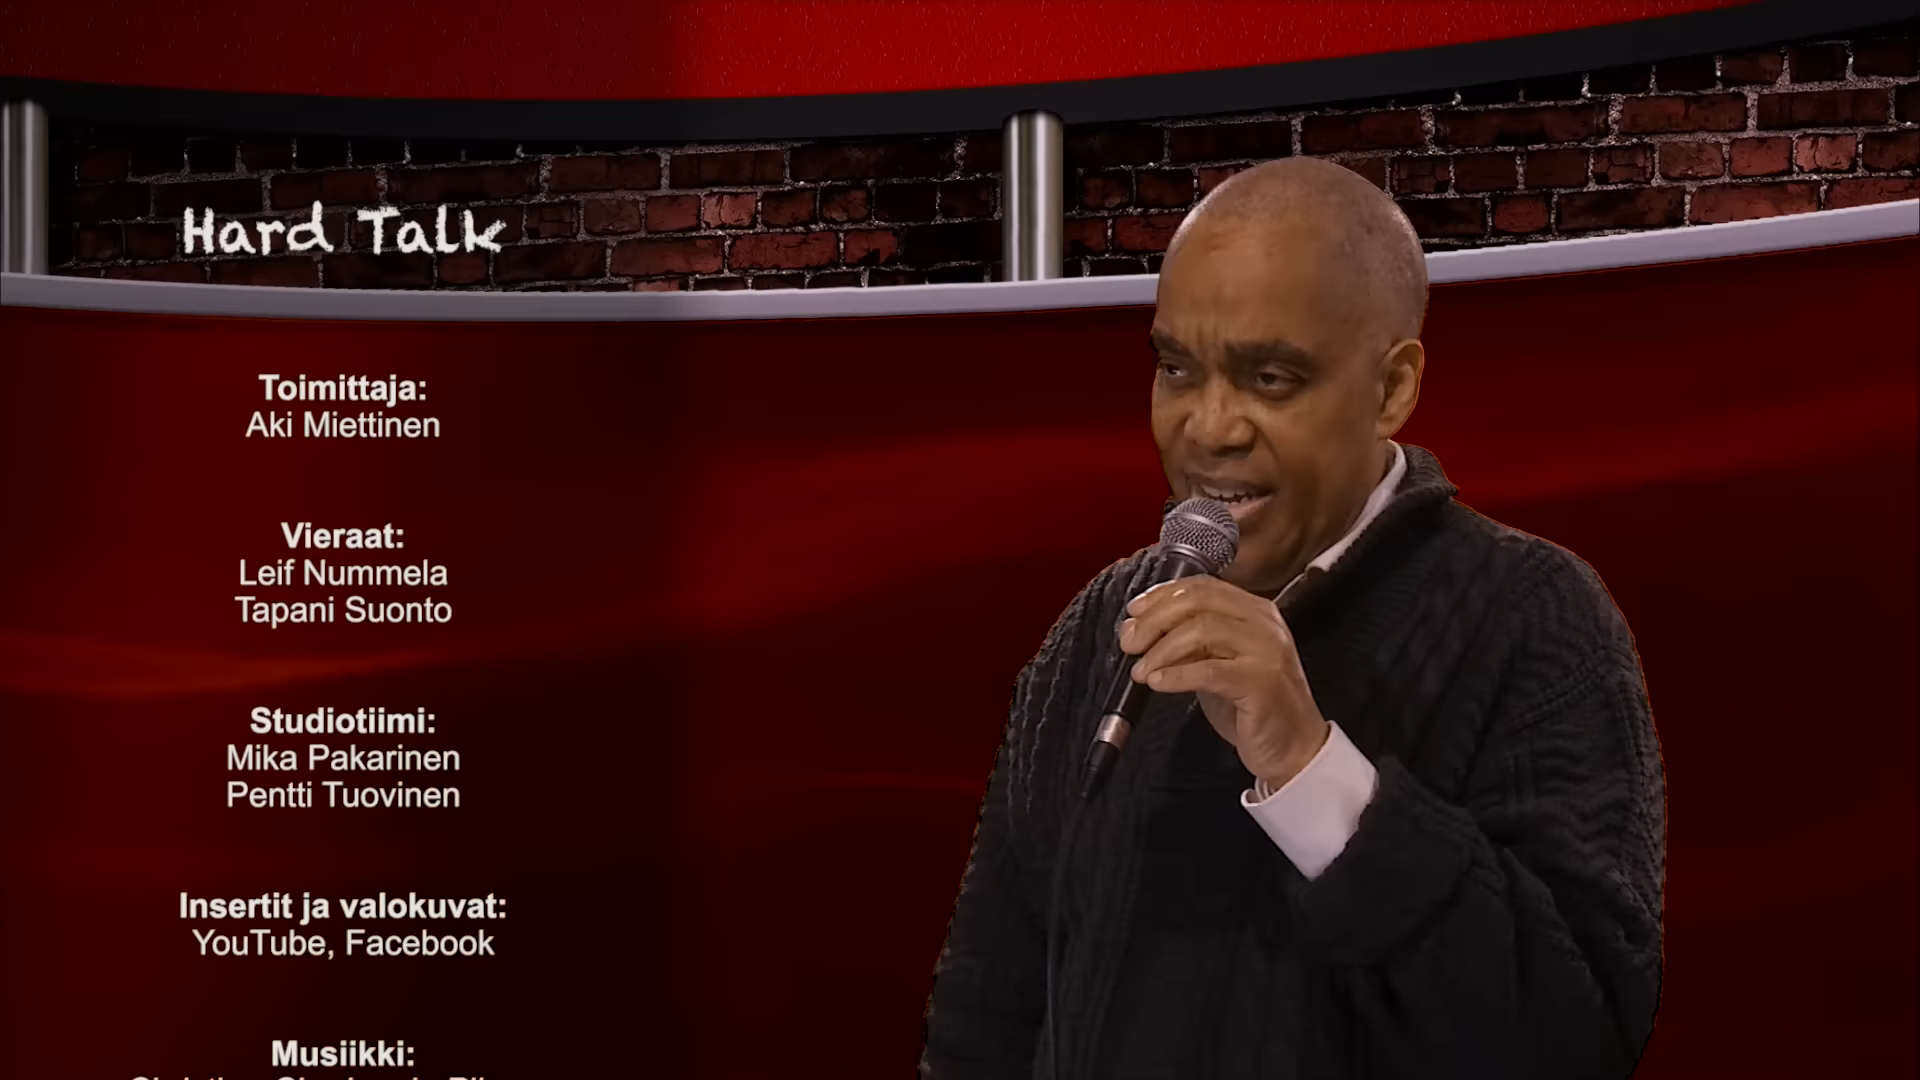 Hard Talk
Toimittaja:
Aki Miettinen
Vieraat:
Leif Nummela
Tapani Suonto
Studiotiimi:
Mika Pakarinen
Pentti Tuovinen
Insertit ja valokuvat:
YouTube, Facebook
Musiikki: